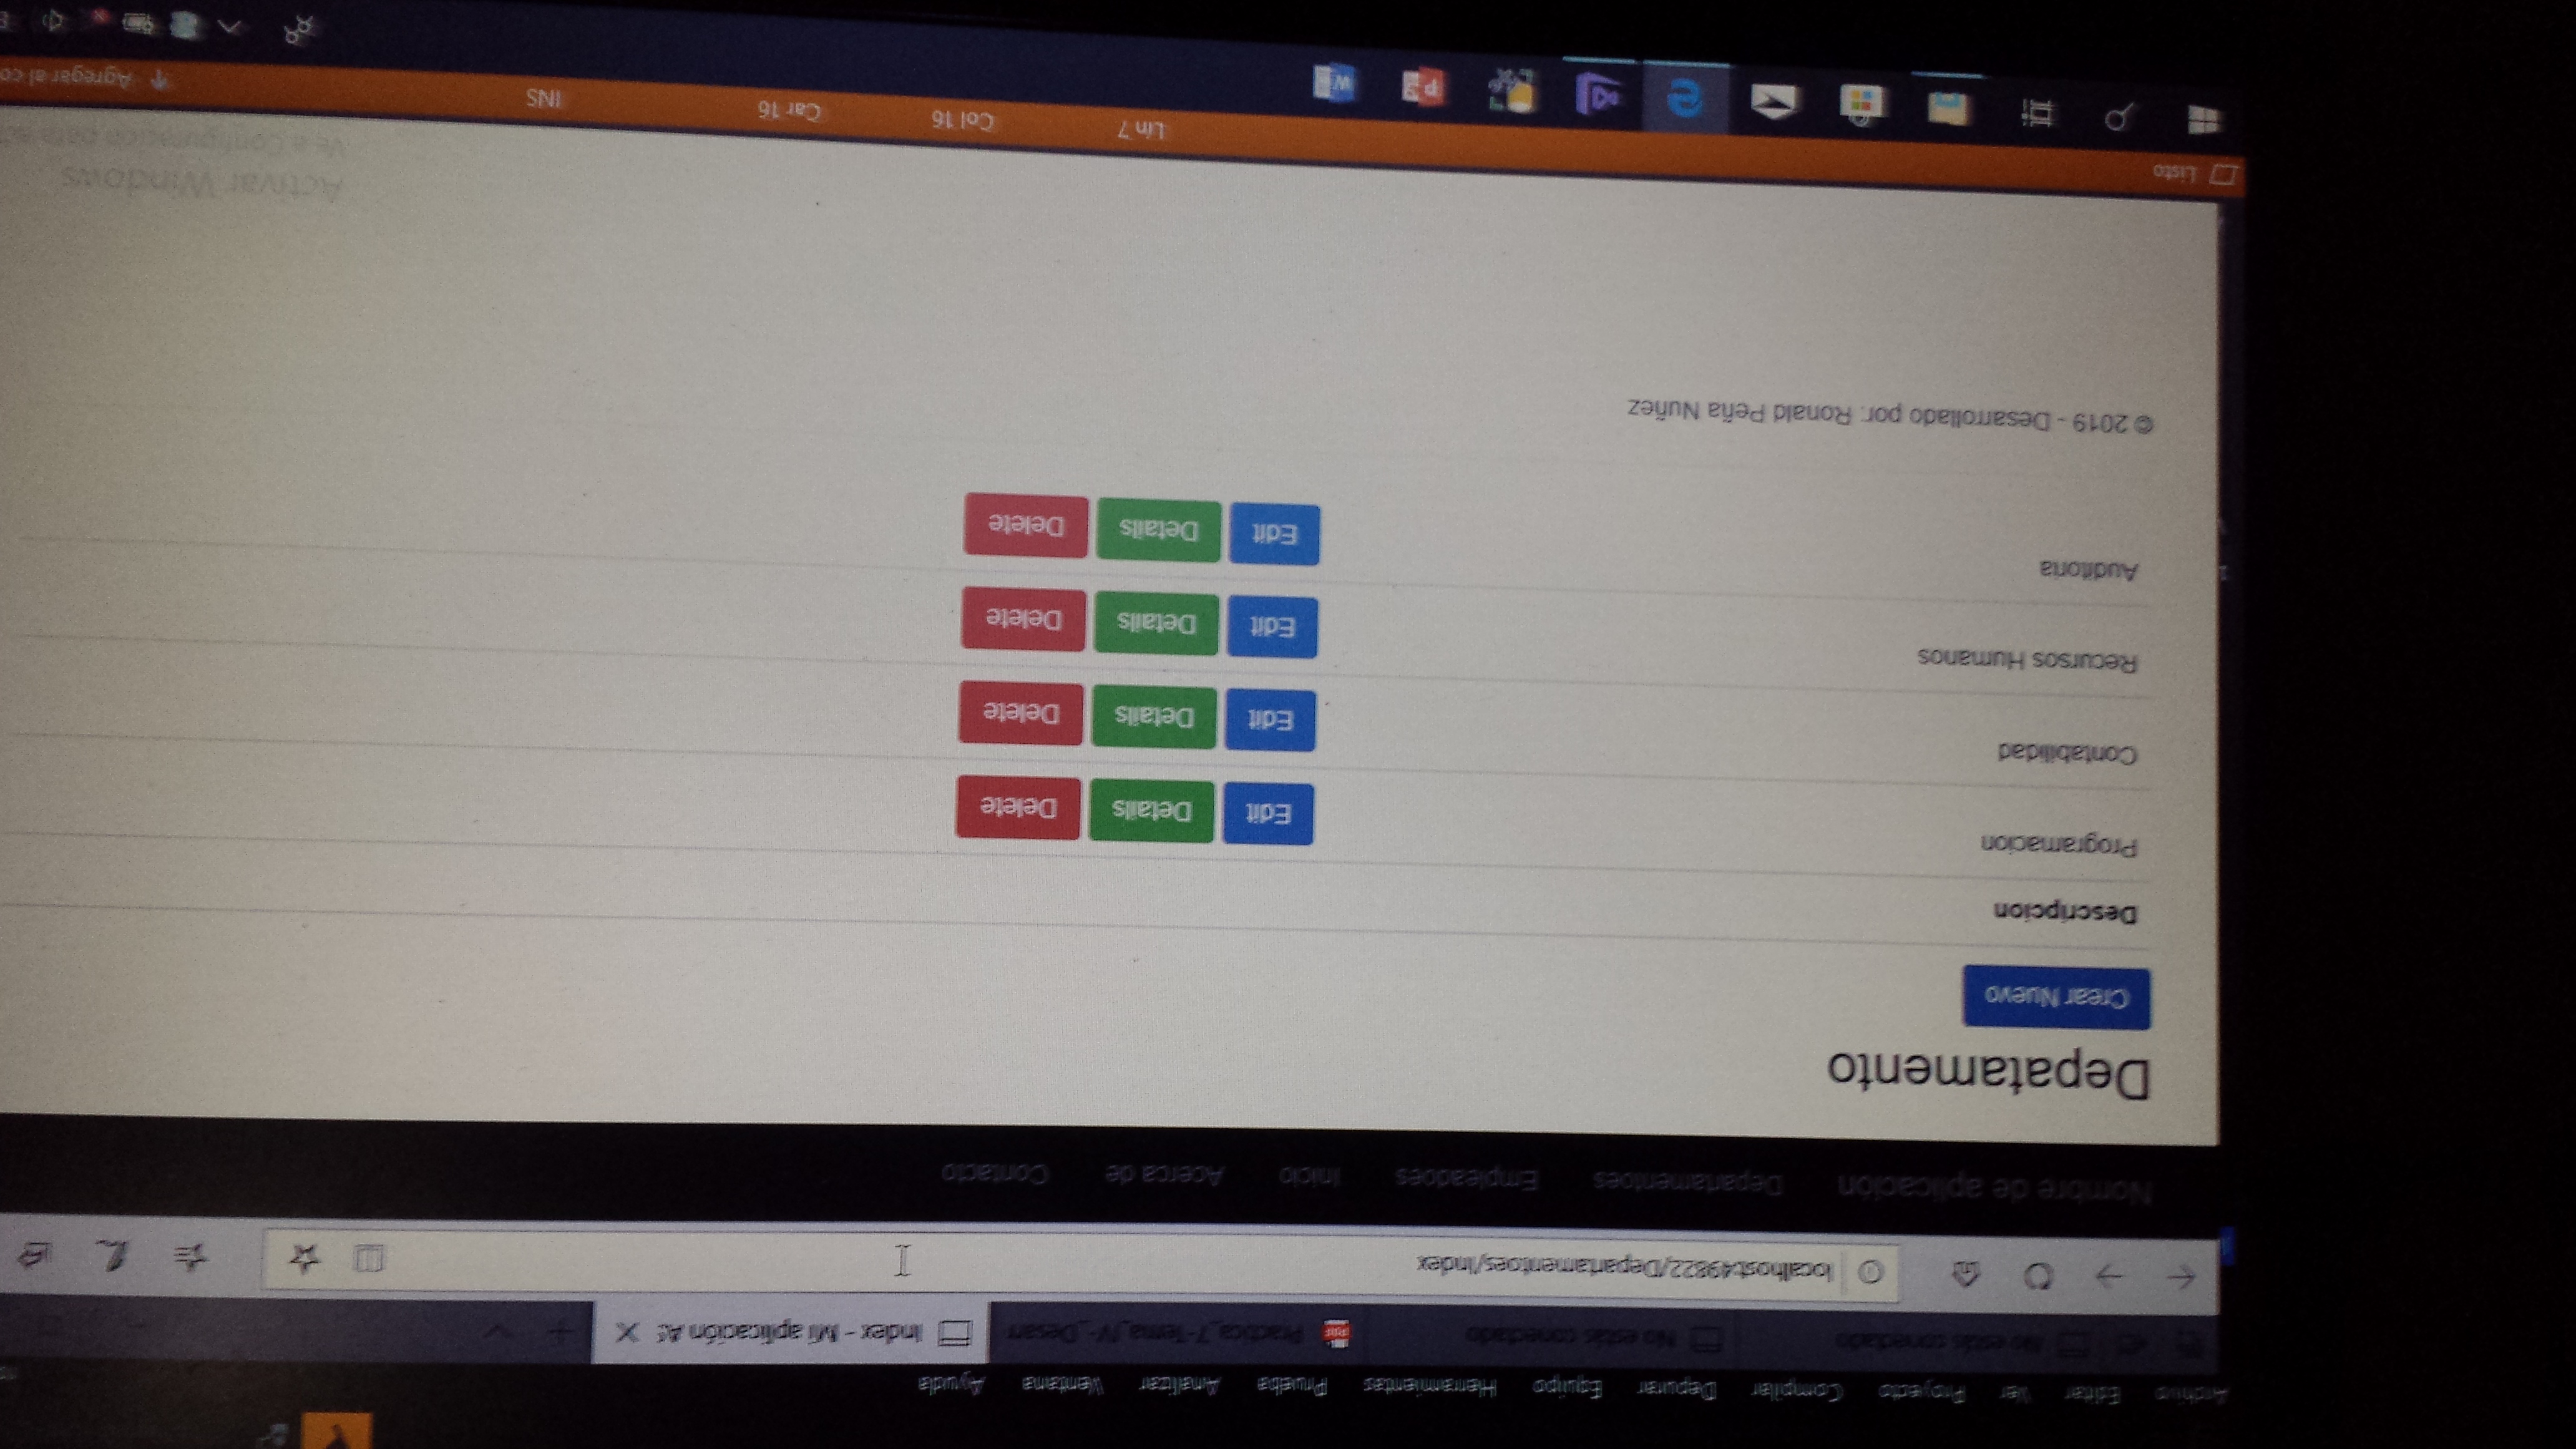 Archivo Editar Ver Proyecto Compilar Depurar Equipo Herramientas Prueba Analizar Ventana Ayuda
No estás conectado No estás conectado Practica_7-Tema_IV-_Desarr Index - Mi aplicación AS
localhost:49822/Departamentoes/Index
Nombre de aplicación Departamentoes Empleadoes Inicio Acerca de Contacto
Depatamento
Crear Nuevo
Descripcion
Programacion Edit Details Delete
Contabilidad Edit Details Delete
Recursos Humanos Edit Details Delete
Auditoria Edit Details Delete
© 2019 - Desarrollado por: Ronald Peña Nuñez
Activar Windows
Ve a Configuración para
Listo Lín 7 Col 16 Car 16 INS Agregar al co